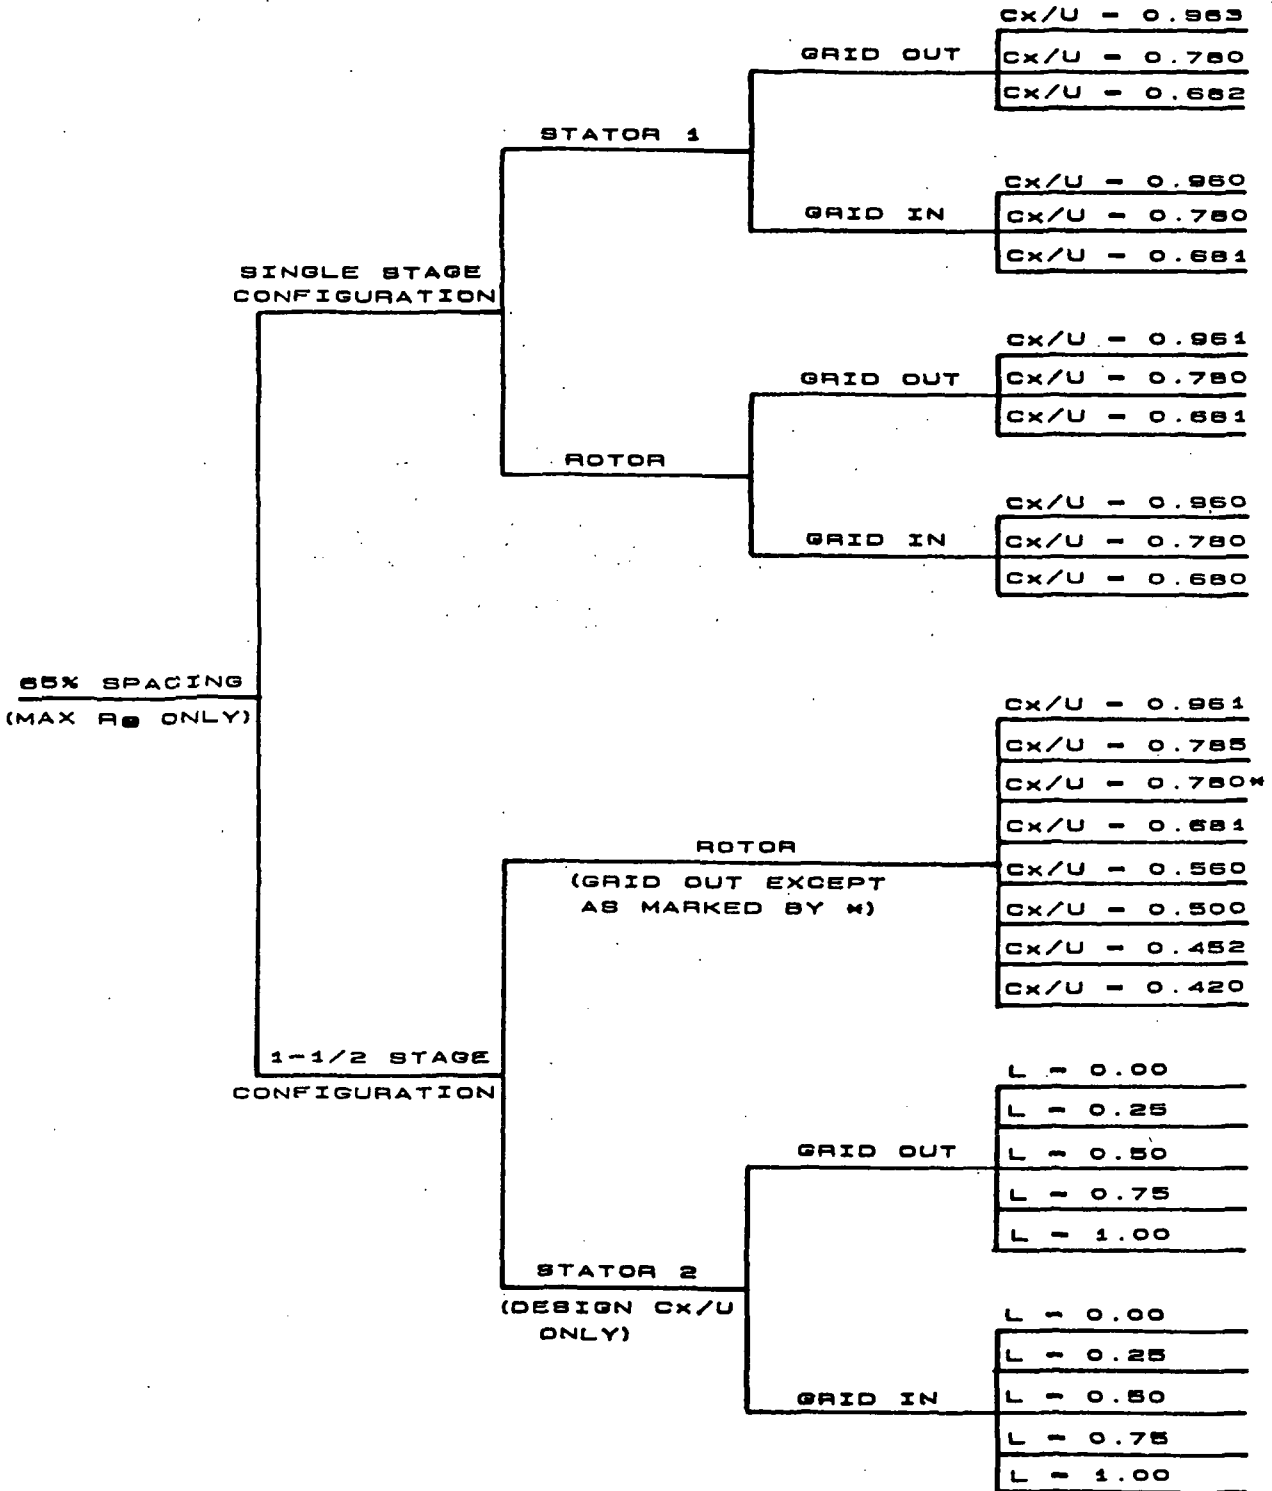 Cx/U - 0.963
GRID OUT
Cx/U - 0.780
Cx/U - 0.682
STATOR 1
Cx/U - 0.960
GRID IN
Cx/U - 0.780
Cx/U - 0.681
SINGLE STAGE
CONFIGURATION
Cx/U - 0.961
GRID OUT
Cx/U - 0.780
Cx/U - 0.681
ROTOR
Cx/U - 0.960
GRID IN
Cx/U - 0.780
Cx/U - 0.680
65% SPACING
(MAX Re ONLY)
Cx/U - 0.961
Cx/U - 0.785
Cx/U - 0.780*
Cx/U - 0.681
ROTOR
(GRID OUT EXCEPT
AS MARKED BY *)
Cx/U - 0.560
Cx/U - 0.500
Cx/U - 0.452
Cx/U - 0.420
1-1/2 STAGE
CONFIGURATION
L - 0.00
L - 0.25
GRID OUT
L - 0.50
L - 0.75
L - 1.00
STATOR 2
(DESIGN Cx/U
ONLY)
L - 0.00
L - 0.25
GRID IN
L - 0.50
L - 0.75
L - 1.00